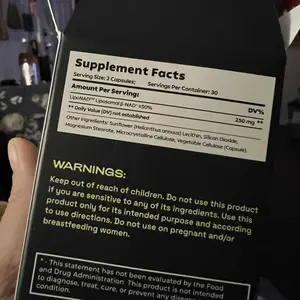 Supplement Facts
Serving Size: 2 Capsules; Servings Per Container: 30
Amount Per Serving: DV%
LipoNAD™ Liposomal β-NAD⁺ ≥50% 250 mg **
** Daily Value (DV) not established
Other Ingredients: Sunflower (Helianthus annuus) Lecithin, Silicon Dioxide,
Magnesium Stearate, Microcrystalline Cellulose, Vegetable Cellulose (Capsule).
WARNINGS:
Keep out of reach of children. Do not use this product
if you are sensitive to any of its ingredients. Use this
product only for its intended purpose and according
to use directions. Do not use on pregnant and/or
breastfeeding women.
* - This statement has not been evaluated by the Food
and Drug Administration. This product is not intended
to diagnose, treat, cure, or prevent any
condition.